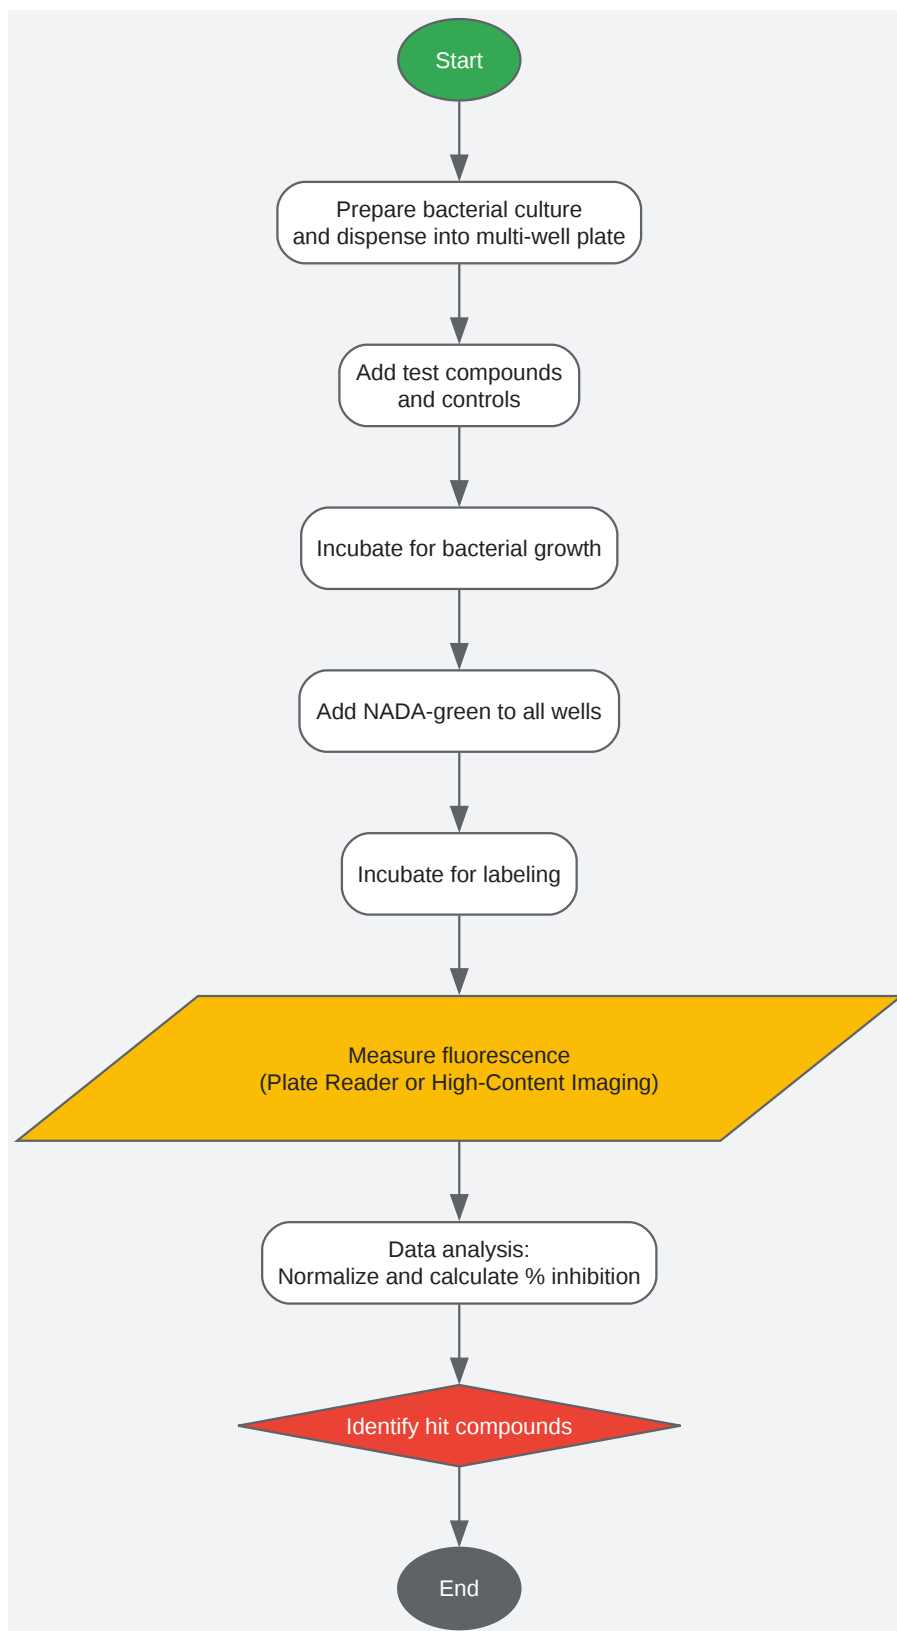 Start
Prepare bacterial culture
and dispense into multi-well plate
Add test compounds
and controls
Incubate for bacterial growth
Add NADA-green to all wells
Incubate for labeling
Measure fluorescence
(Plate Reader or High-Content Imaging)
Data analysis:
Normalize and calculate % inhibition
Identify hit compounds
End